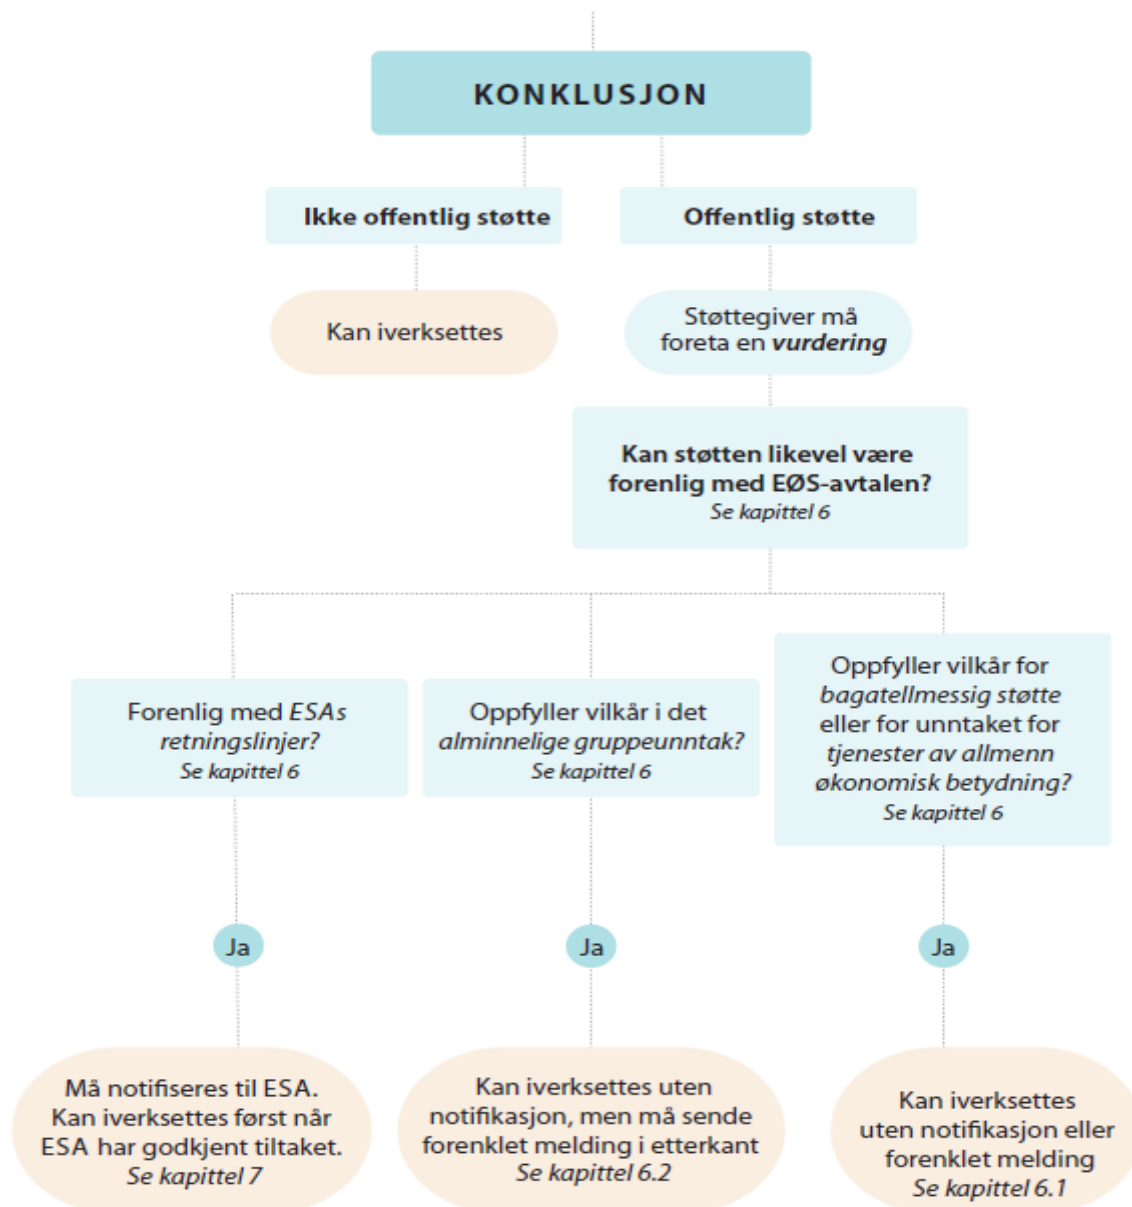 KONKLUSJON
Ikke offentlig støtte
Offentlig støtte
Kan iverksettes
Støttegiver må
foreta en vurdering
Kan støtten likevel være
forenlig med EØS-avtalen?
Se kapittel 6
Forenlig med ESAs
retningslinjer?
Se kapittel 6
Oppfyller vilkår i det
alminnelige gruppeunntak?
Se kapittel 6
Oppfyller vilkår for
bagatellmessig støtte
eller for unntaket for
tjenester av allmenn
økonomisk betydning?
Se kapittel 6
Ja
Ja
Ja
Må notifiseres til ESA.
Kan iverksettes først når
ESA har godkjent tiltaket.
Se kapittel 7
Kan iverksettes uten
notifikasjon, men må sende
forenklet melding i etterkant
Se kapittel 6.2
Kan iverksettes
uten notifikasjon eller
forenklet melding
Se kapittel 6.1